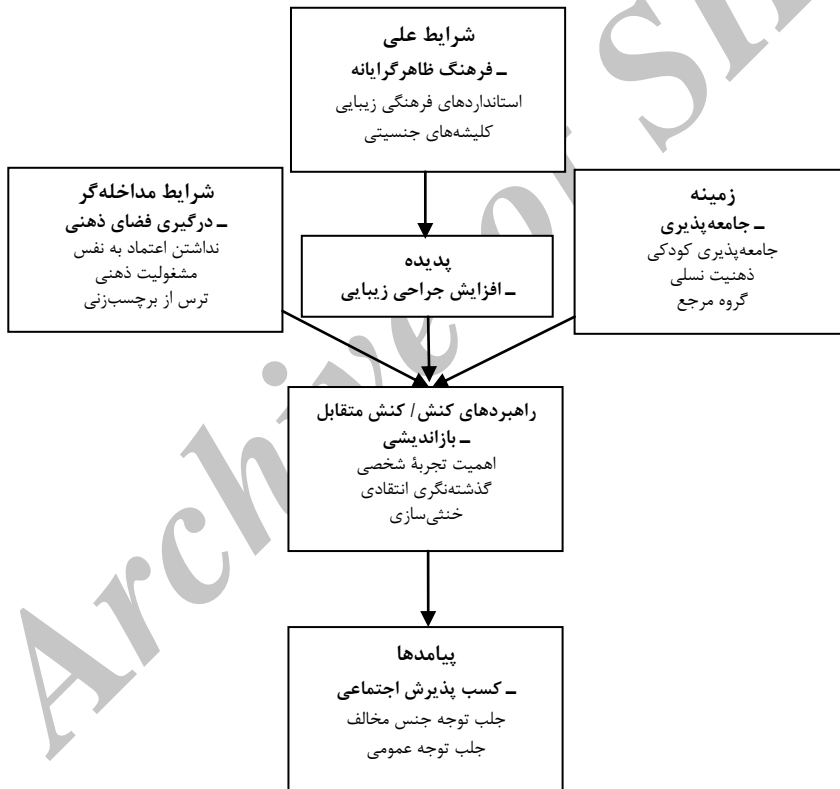 شرایط علی
ـ فرهنگ ظاهرگرایانه
استانداردهای فرهنگی زیبایی
کلیشه‌های جنسیتی
زمینه
ـ جامعه‌پذیری
جامعه‌پذیری کودکی
ذهنیت نسلی
گروه مرجع
پدیده
ـ افزایش جراحی زیبایی
شرایط مداخله‌گر
ـ درگیری فضای ذهنی
نداشتن اعتماد به نفس
مشغولیت ذهنی
ترس از برچسب‌زنی
راهبردهای کنش/ کنش متقابل
ـ بازاندیشی
اهمیت تجربهٔ شخصی
گذشته‌نگری انتقادی
خنثی‌سازی
پیامدها
ـ کسب پذیرش اجتماعی
جلب توجه جنس مخالف
جلب توجه عمومی
Archive of SI